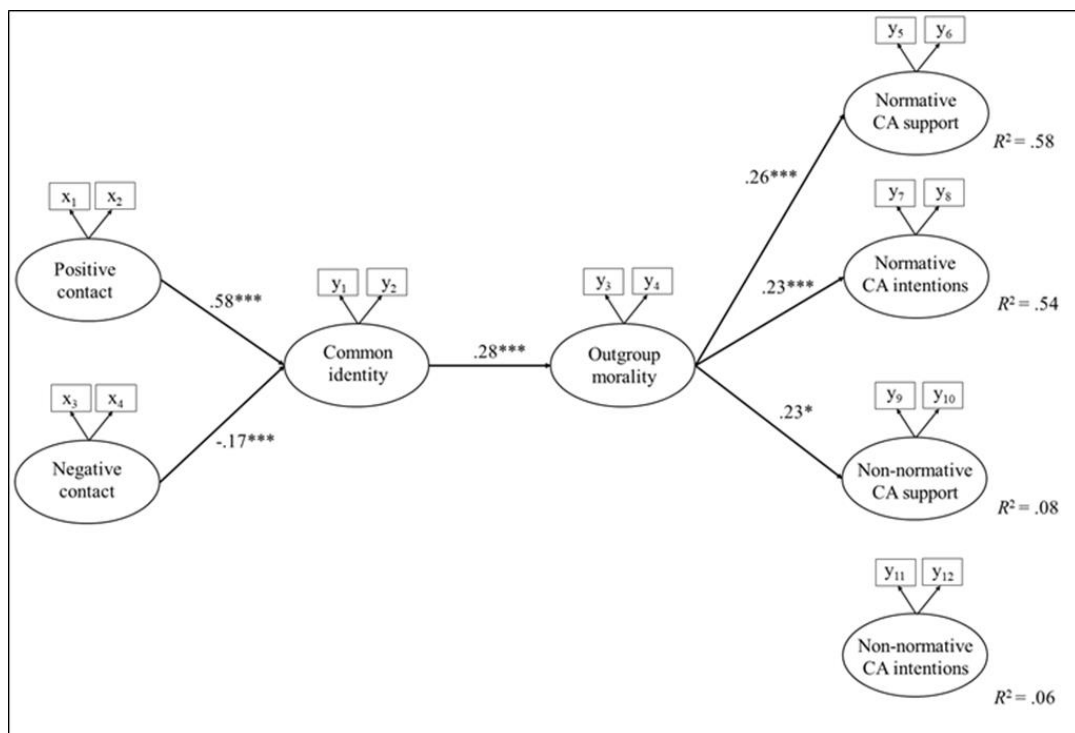 y₅ y₆
Normative
CA support
R² = .58
.26***
x₁ x₂
Positive
contact
.58***
y₇ y₈
Normative
CA intentions
R² = .54
.23***
y₁ y₂
Common
identity
.28***
y₃ y₄
Outgroup
morality
x₃ x₄
Negative
contact
-.17***
.23*
y₉ y₁₀
Non-normative
CA support
R² = .08
y₁₁ y₁₂
Non-normative
CA intentions
R² = .06